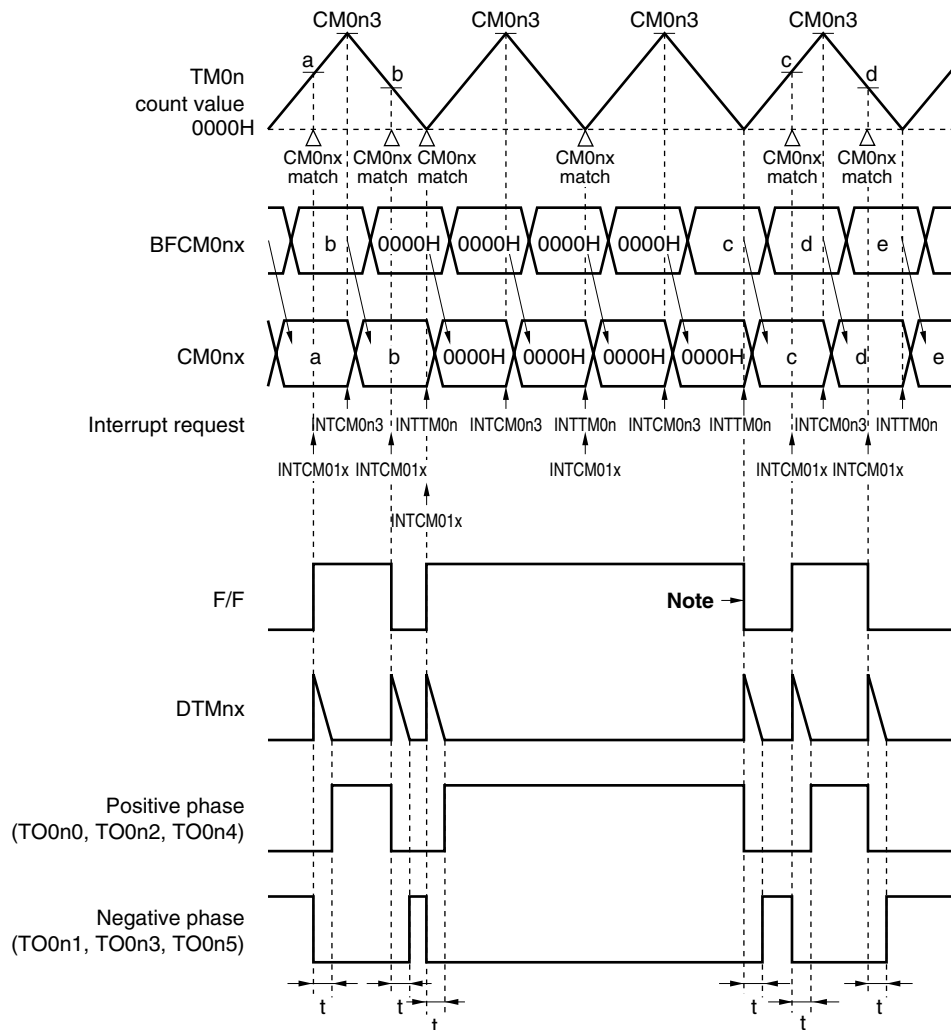 CM0n3 CM0n3 CM0n3 CM0n3
a b c d
TM0n
count value
0000H
CM0nx match CM0nx match CM0nx match CM0nx match CM0nx match CM0nx match
BFCM0nx b 0000H 0000H 0000H 0000H c d e
CM0nx a b 0000H 0000H 0000H 0000H c d e
Interrupt request INTCM0n3 INTTM0n INTCM0n3 INTTM0n INTCM0n3 INTTM0n INTCM0n3 INTTM0n
INTCM01x INTCM01x INTCM01x INTCM01x INTCM01x
INTCM01x
F/F Note
DTMnx
Positive phase
(TO0n0, TO0n2, TO0n4)
Negative phase
(TO0n1, TO0n3, TO0n5)
t t t t t t